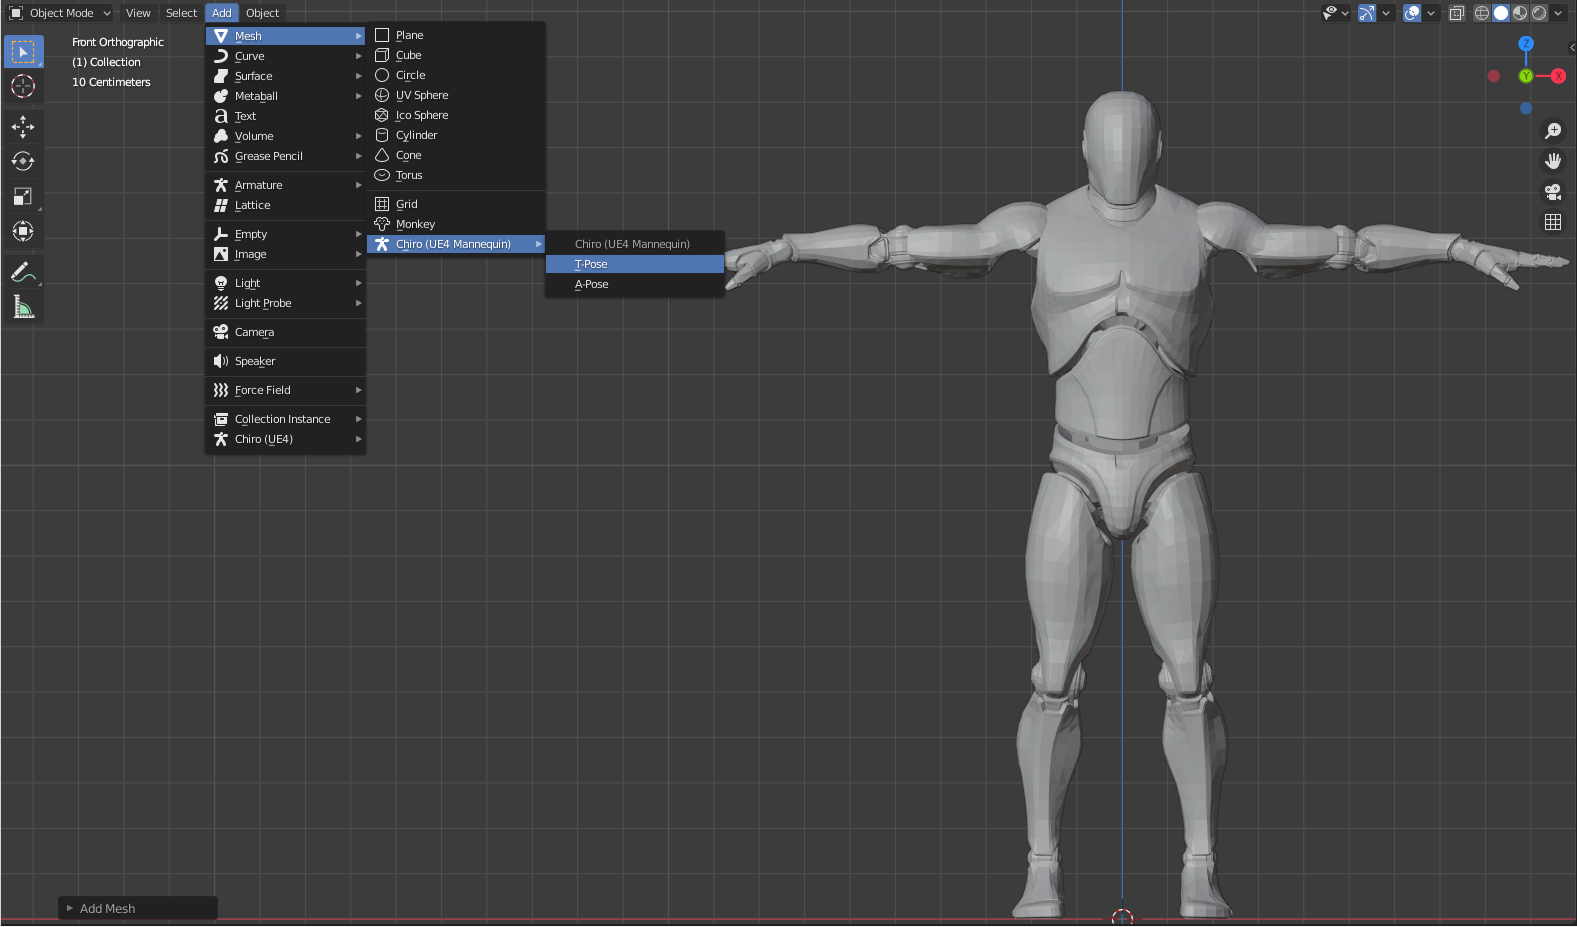 Object Mode View Select Add Object
Front Orthographic
(1) Collection
10 Centimeters
Mesh
Curve
Surface
Metaball
Text
Volume
Grease Pencil
Armature
Lattice
Empty
Image
Light
Light Probe
Camera
Speaker
Force Field
Collection Instance
Chiro (UE4)
Plane
Cube
Circle
UV Sphere
Ico Sphere
Cylinder
Cone
Torus
Grid
Monkey
Chiro (UE4 Mannequin)
Chiro (UE4 Mannequin)
T-Pose
A-Pose
Z
Y
X
Add Mesh